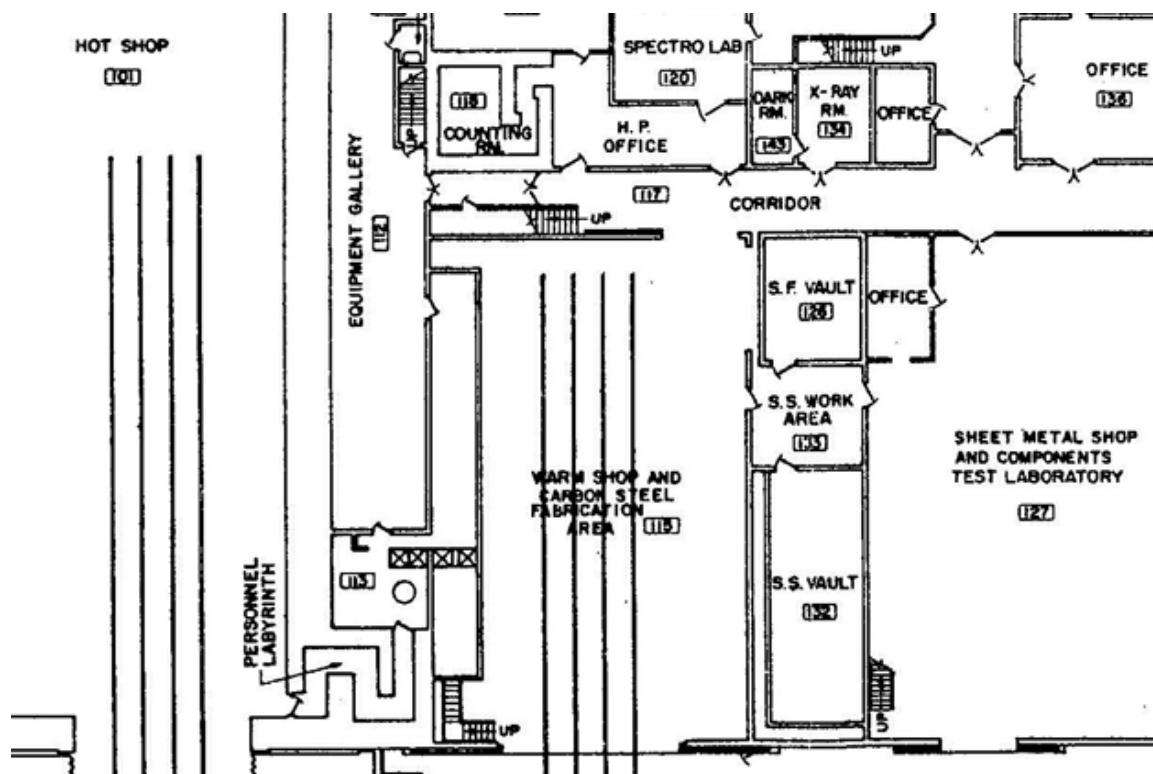 HOT SHOP
101
SPECTRO LAB
120
UP
OFFICE
136
118
COUNTING
RM.
UP
H. P.
OFFICE
DARK
RM.
143
X-RAY
RM.
134
OFFICE
117
CORRIDOR
UP
EQUIPMENT GALLERY
112
S.F. VAULT
126
OFFICE
S.S. WORK
AREA
133
SHEET METAL SHOP
AND COMPONENTS
TEST LABORATORY
127
WARM SHOP AND
CARBON STEEL
FABRICATION
AREA
115
113
S.S. VAULT
132
PERSONNEL
LABYRINTH
UP
UP